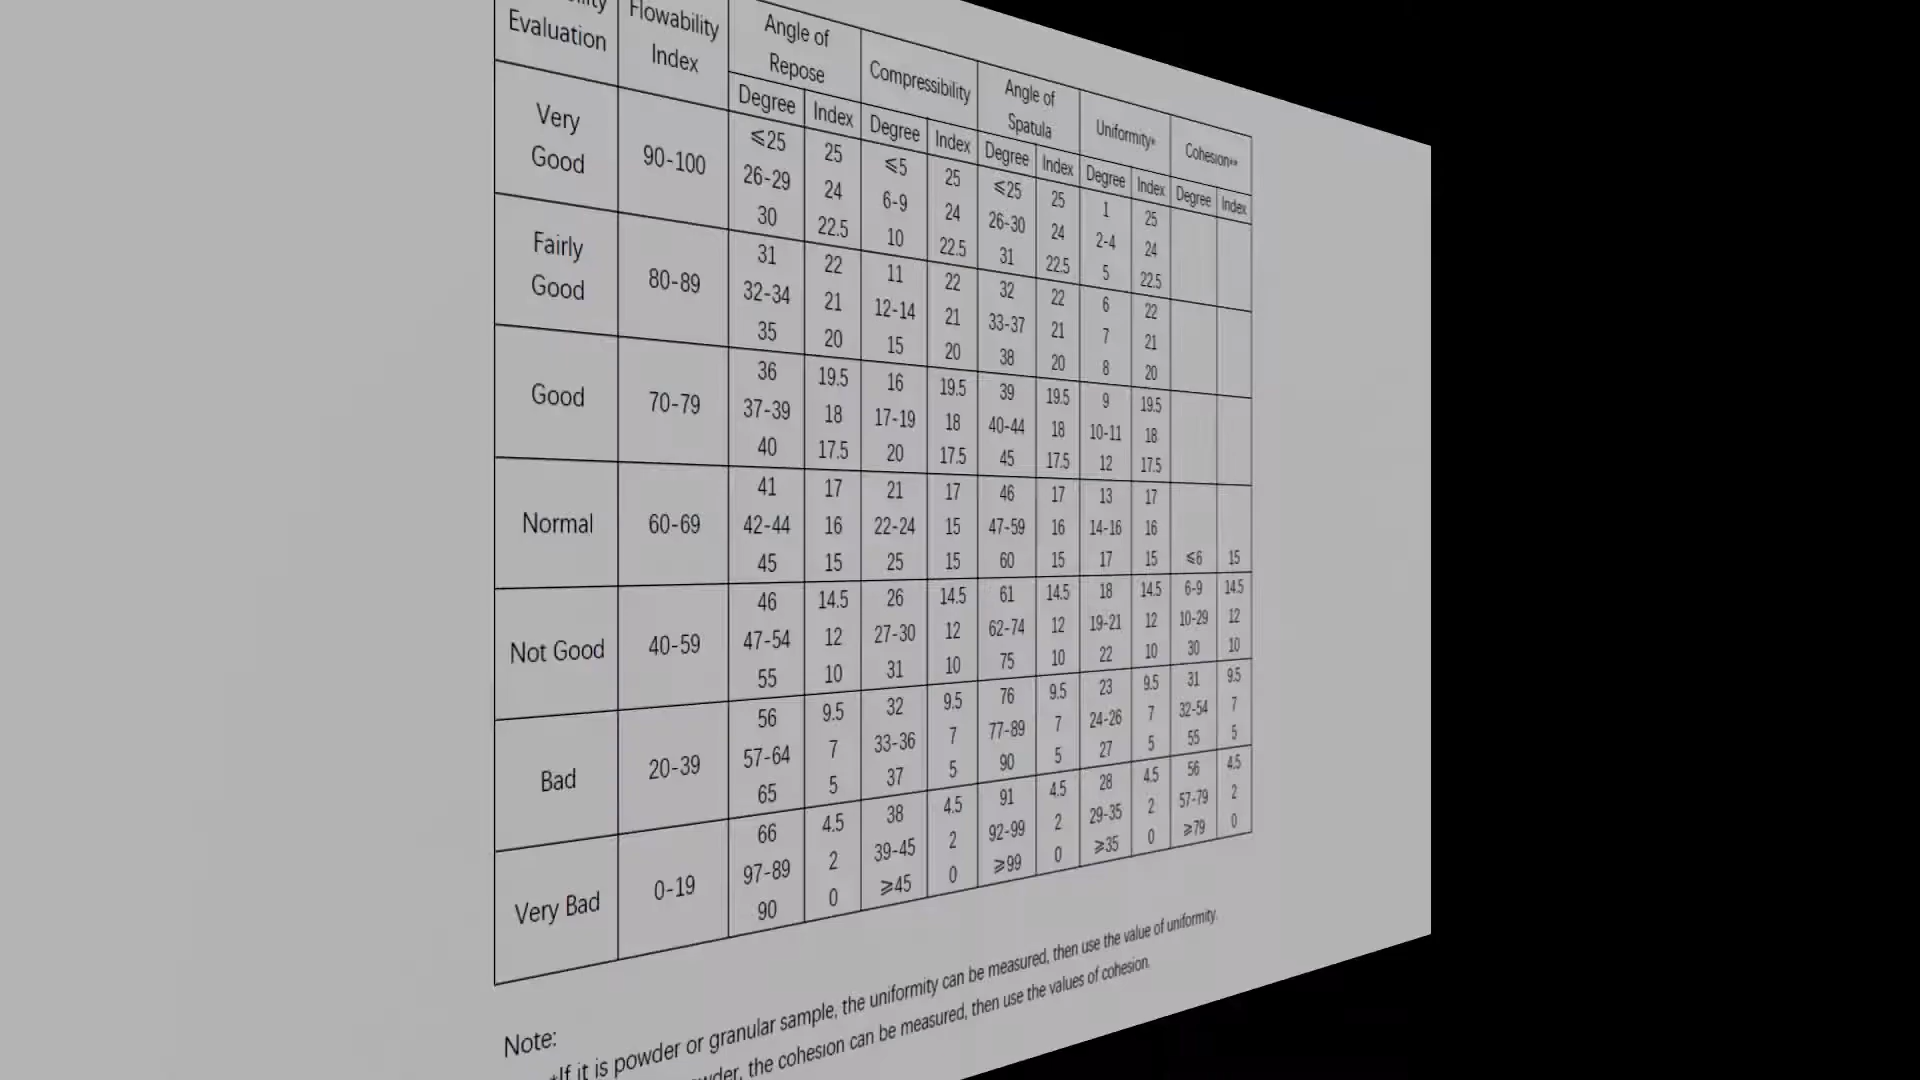 Evaluation Flowability Index Angle of Repose Compressibility Angle of Spatula Uniformity* Cohesion**
Degree Index Degree Index Degree Index Degree Index Degree Index
Very Good 90-100
⩽25 25 ⩽5 25 ⩽25 25 1 25
26-29 24 6-9 24 26-30 24 2-4 24
30 22.5 10 22.5 31 22.5 5 22.5
Fairly Good 80-89
31 22 11 22 32 22 6 22
32-34 21 12-14 21 33-37 21 7 21
35 20 15 20 38 20 8 20
Good 70-79
36 19.5 16 19.5 39 19.5 9 19.5
37-39 18 17-19 18 40-44 18 10-11 18
40 17.5 20 17.5 45 17.5 12 17.5
Normal 60-69
41 17 21 17 46 17 13 17
42-44 16 22-24 15 47-59 16 14-16 16
45 15 25 15 60 15 17 15 ⩽6 15
Not Good 40-59
46 14.5 26 14.5 61 14.5 18 14.5 6-9 14.5
47-54 12 27-30 12 62-74 12 19-21 12 10-29 12
55 10 31 10 75 10 22 10 30 10
Bad 20-39
56 9.5 32 9.5 76 9.5 23 9.5 31 9.5
57-64 7 33-36 7 77-89 7 24-26 7 32-54 7
65 5 37 5 90 5 27 5 55 5
Very Bad 0-19
66 4.5 38 4.5 91 4.5 28 4.5 56 4.5
97-89 2 39-45 2 92-99 2 29-35 2 57-79 2
90 0 ⩾45 0 ⩾99 0 ⩾35 0 ⩾79 0
Note:
*If it is powder or granular sample, the uniformity can be measured, then use the value of uniformity.
the cohesion can be measured, then use the values of cohesion.